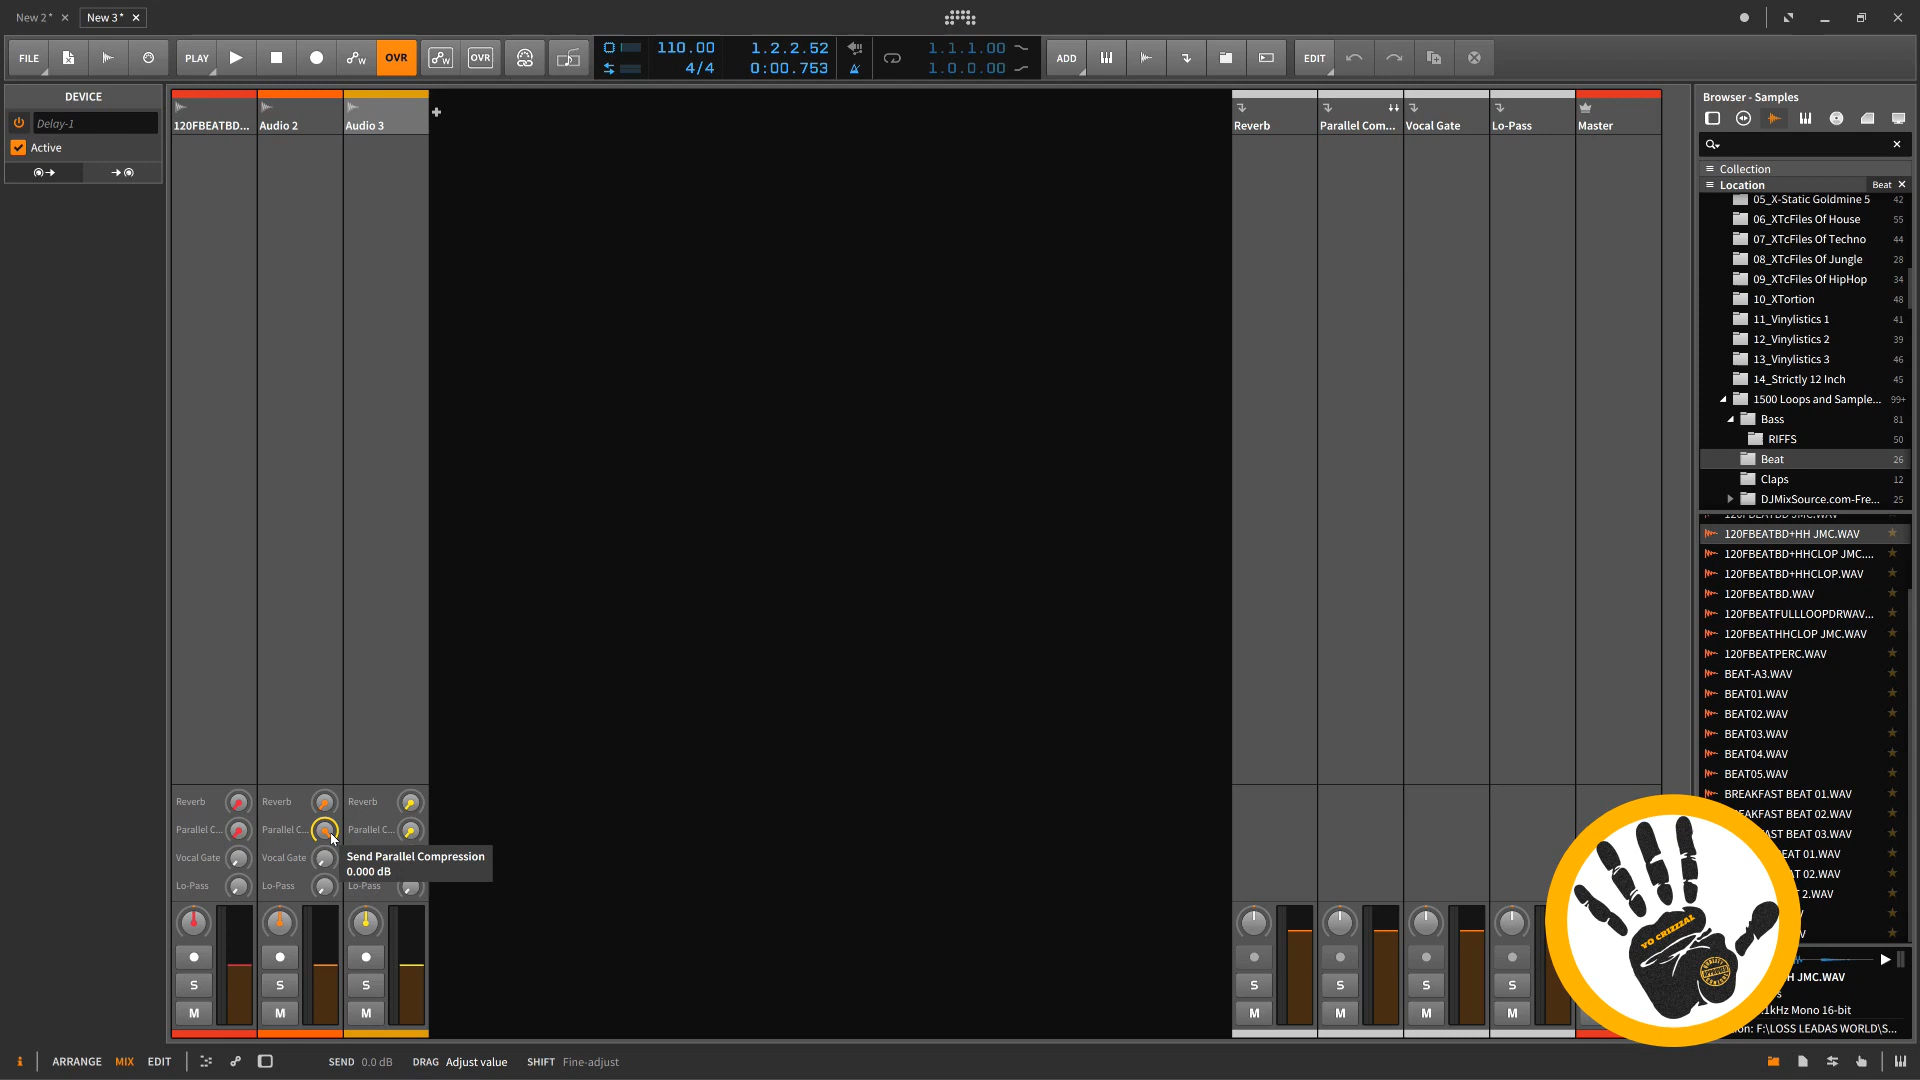 New 2*
New 3*
FILE
PLAY
OVR
OVR
110.00
4/4
1.2.2.52
0:00.753
1.1.1.00
1.0.0.00
ADD
EDIT
DEVICE
Delay-1
Active
120FBEATBD...
Audio 2
Audio 3
Reverb
Parallel Com...
Vocal Gate
Lo-Pass
Master
Browser - Samples
Collection
Location
Beat
05_X-Static Goldmine 5 42
06_XTcFiles Of House 55
07_XTcFiles Of Techno 44
08_XTcFiles Of Jungle 28
09_XTcFiles Of HipHop 34
10_XTortion 48
11_Vinylistics 1 41
12_Vinylistics 2 39
13_Vinylistics 3 46
14_Strictly 12 Inch 45
1500 Loops and Sample... 99+
Bass 81
RIFFS 50
Beat 26
Claps 12
DJMixSource.com-Fre... 25
120FBEATBD JMC.WAV
120FBEATBD+HH JMC.WAV
120FBEATBD+HHCLOP JMC....
120FBEATBD+HHCLOP.WAV
120FBEATBD.WAV
120FBEATFULLLOOPDRWAV...
120FBEATHHCLOP JMC.WAV
120FBEATPERC.WAV
BEAT-A3.WAV
BEAT01.WAV
BEAT02.WAV
BEAT03.WAV
BEAT04.WAV
BEAT05.WAV
BREAKFAST BEAT 01.WAV
AKFAST BEAT 02.WAV
AST BEAT 03.WAV
AT 01.WAV
AT 02.WAV
2.WAV
H JMC.WAV
.1kHz Mono 16-bit
on: F:\LOSS LEADAS WORLD\S...
Reverb
Reverb
Reverb
Parallel C...
Parallel C...
Parallel C...
Vocal Gate
Vocal Gate
Send Parallel Compression
0.000 dB
Lo-Pass
Lo-Pass
Lo-Pass
S
S
S
S
S
S
S
M
M
M
M
M
M
M
YO CRIZZZAL
APPROVED
ARRANGE
MIX
EDIT
SEND 0.0 dB
DRAG Adjust value
SHIFT Fine-adjust